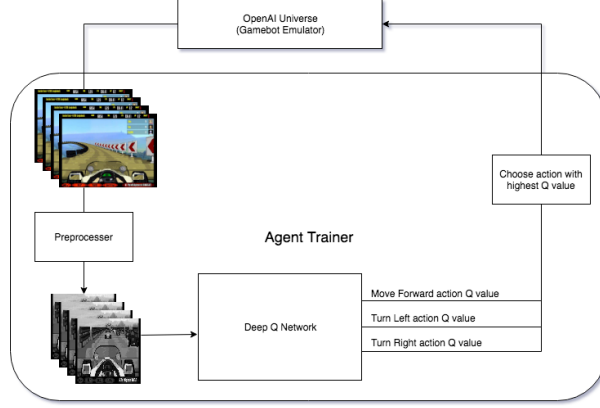 OpenAI Universe
(Gamebot Emulator)
Choose action with
highest Q value
Preprocesser
Agent Trainer
Deep Q Network
Move Forward action Q value
Turn Left action Q value
Turn Right action Q value